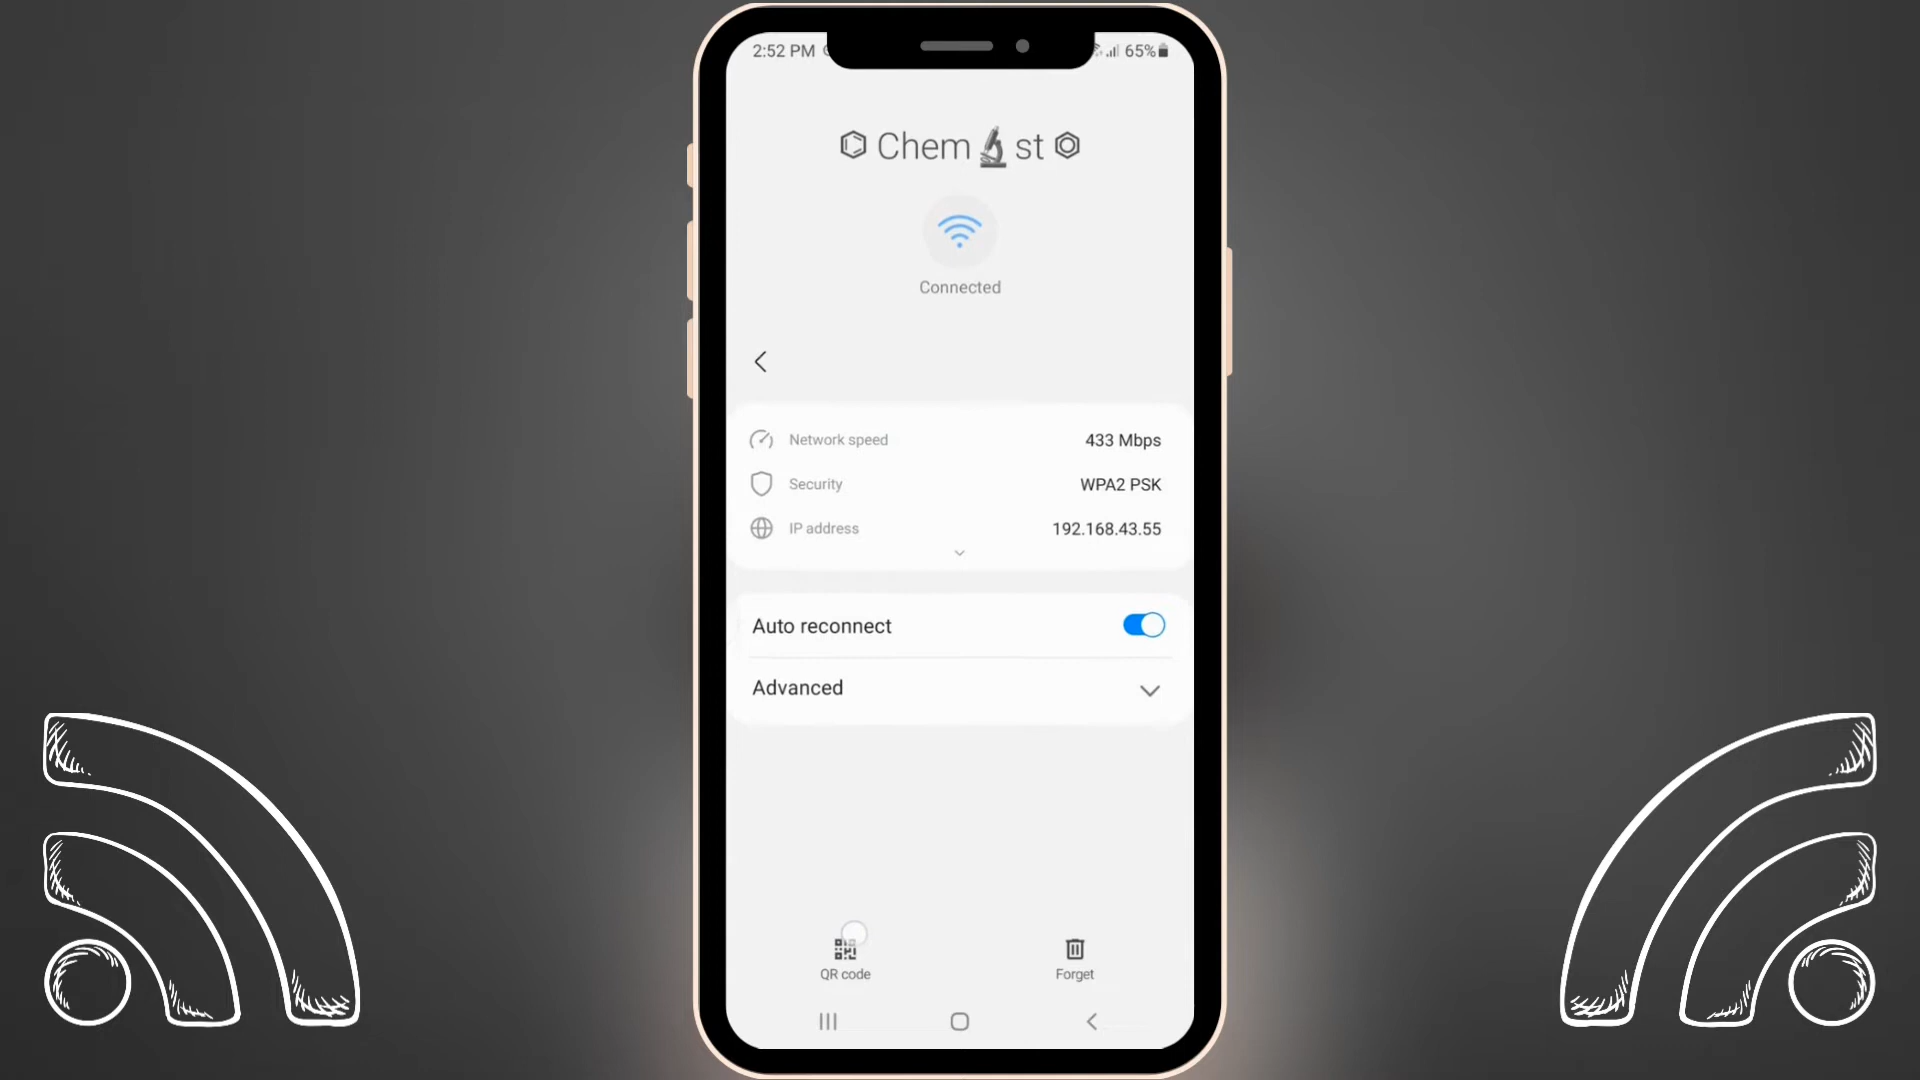 2:52 PM 65%
⌬ Chem🔬st ⏣
Connected
Network speed 433 Mbps
Security WPA2 PSK
IP address 192.168.43.55
Auto reconnect
Advanced
QR code Forget